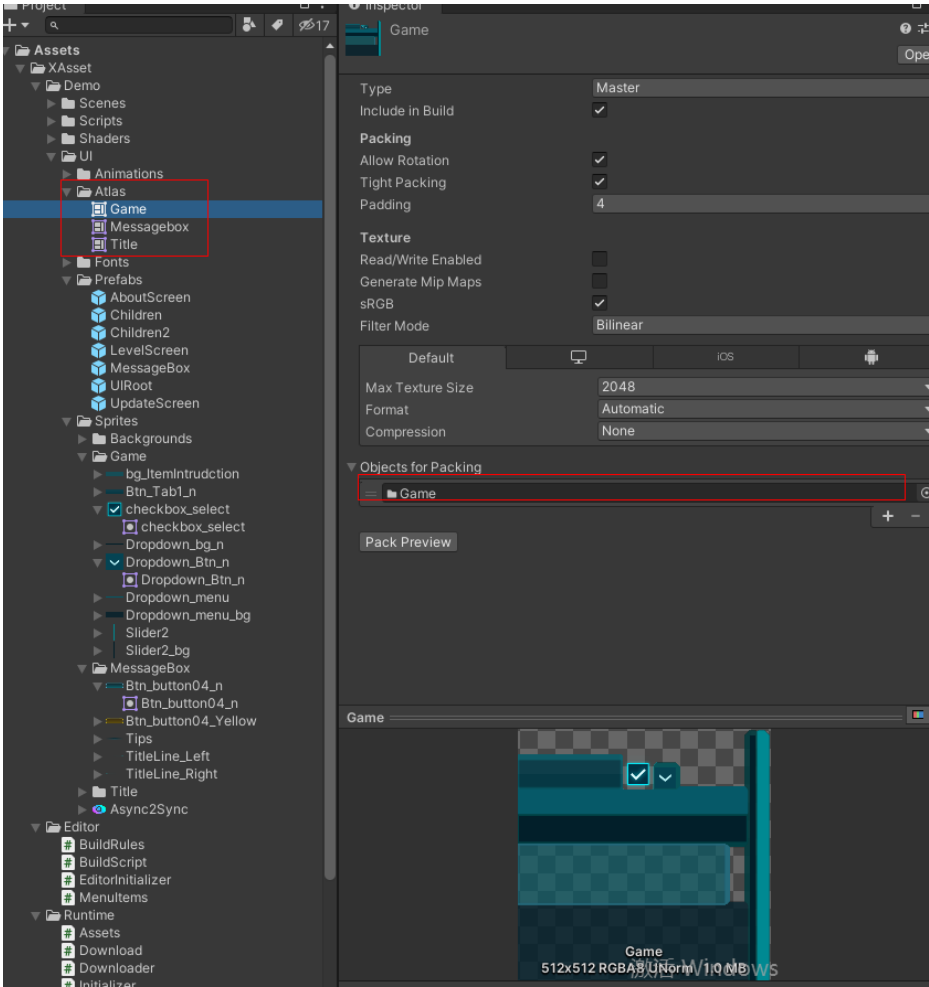 Project
17
Assets
XAsset
Demo
Scenes
Scripts
Shaders
UI
Animations
Atlas
Game
Messagebox
Title
Fonts
Prefabs
AboutScreen
Children
Children2
LevelScreen
MessageBox
UIRoot
UpdateScreen
Sprites
Backgrounds
Game
bg_ItemIntrudction
Btn_Tab1_n
checkbox_select
checkbox_select
Dropdown_bg_n
Dropdown_Btn_n
Dropdown_Btn_n
Dropdown_menu
Dropdown_menu_bg
Slider2
Slider2_bg
MessageBox
Btn_button04_n
Btn_button04_n
Btn_button04_Yellow
Tips
TitleLine_Left
TitleLine_Right
Title
Async2Sync
Editor
BuildRules
BuildScript
EditorInitializer
MenuItems
Runtime
Assets
Download
Downloader
Initializer
Inspector
Game
Ope
Type Master
Include in Build
Packing
Allow Rotation
Tight Packing
Padding 4
Texture
Read/Write Enabled
Generate Mip Maps
sRGB
Filter Mode Bilinear
Default iOS
Max Texture Size 2048
Format Automatic
Compression None
Objects for Packing
Game
Pack Preview
Game
Game
512x512 RGBA8 UNorm 1.0 MB
激活 Windows